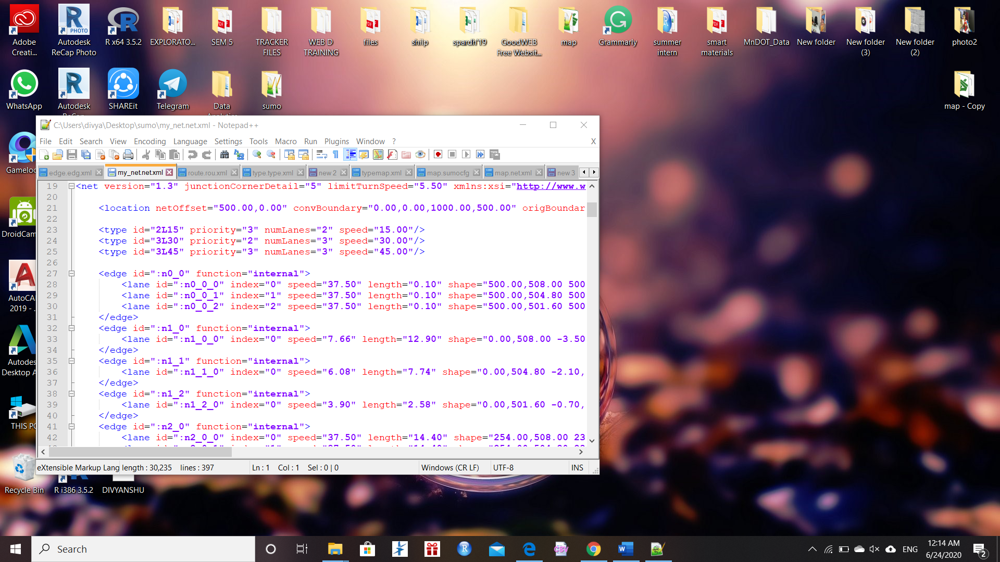 Adobe
Creati...
Autodesk
ReCap Photo
R x64 3.5.2
EXPLORATO...
SEM 5
TRACKER
FILES
WEB D
TRAINING
files
shilp
spardh'19
GoodWEB
Free Websit...
map
Grammarly
summer
intern
smart
materials
MnDOT_Data
New folder
New folder
(3)
New folder
(2)
photo2
WhatsApp
Autodesk
SHAREit
Telegram
Data
sumo
map - Copy
C:\Users\divya\Desktop\sumo\my_net.net.xml - Notepad++
File Edit Search View Encoding Language Settings Tools Macro Run Plugins Window ? X
edge.edg.xml my_net.net.xml route.rou.xml type.type.xml new 2 typemap.xml map.sumocfg map.net.xml new 3
19 <net version="1.3" junctionCornerDetail="5" limitTurnSpeed="5.50" xmlns:xsi="http://www.w
20
21 <location netOffset="500.00,0.00" convBoundary="0.00,0.00,1000.00,500.00" origBoundar
22
23 <type id="2L15" priority="3" numLanes="2" speed="15.00"/>
24 <type id="3L30" priority="2" numLanes="3" speed="30.00"/>
25 <type id="3L45" priority="3" numLanes="3" speed="45.00"/>
26
27 <edge id=":n0_0" function="internal">
28 <lane id=":n0_0_0" index="0" speed="37.50" length="0.10" shape="500.00,508.00 500
29 <lane id=":n0_0_1" index="1" speed="37.50" length="0.10" shape="500.00,504.80 500
30 <lane id=":n0_0_2" index="2" speed="37.50" length="0.10" shape="500.00,501.60 500
31 </edge>
32 <edge id=":n1_0" function="internal">
33 <lane id=":n1_0_0" index="0" speed="7.66" length="12.90" shape="0.00,508.00 -3.50
34 </edge>
35 <edge id=":n1_1" function="internal">
36 <lane id=":n1_1_0" index="0" speed="6.08" length="7.74" shape="0.00,504.80 -2.10,
37 </edge>
38 <edge id=":n1_2" function="internal">
39 <lane id=":n1_2_0" index="0" speed="3.90" length="2.58" shape="0.00,501.60 -0.70,
40 </edge>
41 <edge id=":n2_0" function="internal">
42 <lane id=":n2_0_0" index="0" speed="37.50" length="14.40" shape="254.00,508.00 23
eXtensible Markup Lang length : 30,235 lines : 397 Ln : 1 Col : 1 Sel : 0 | 0 Windows (CR LF) UTF-8 INS
Gameloo
DroidCam
AutoCA
2019 - .
Autodes
Desktop A
THIS PC
Recycle Bin
R i386 3.5.2
DIVYANSHU
Search
ENG
12:14 AM
6/24/2020
2